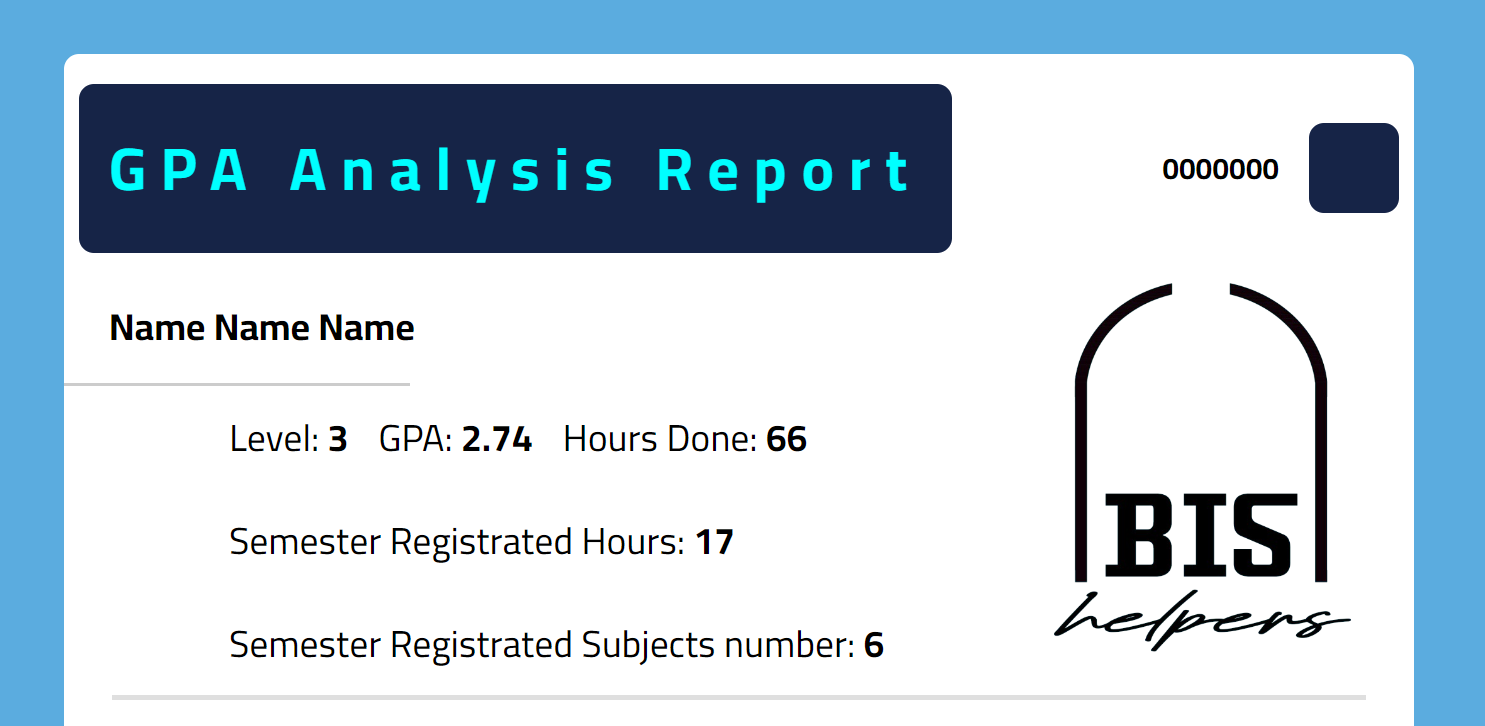 GPA Analysis Report
0000000
Name Name Name
Level: 3 GPA: 2.74 Hours Done: 66
Semester Registrated Hours: 17
Semester Registrated Subjects number: 6
BIS
helpers